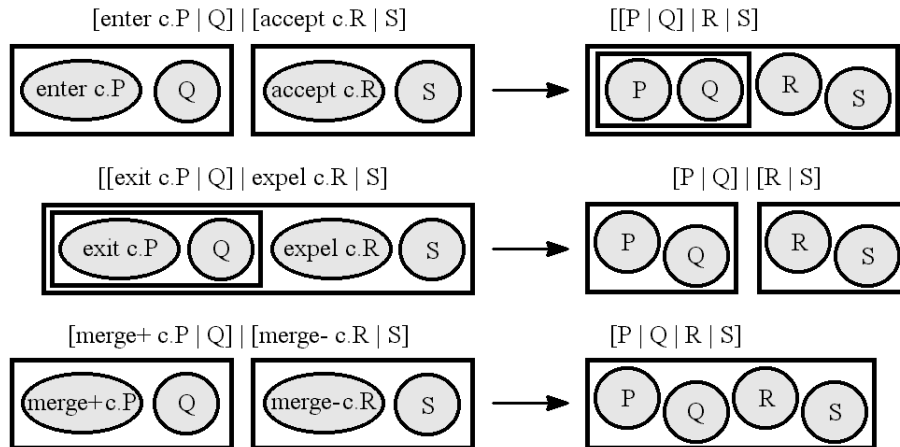 [enter c.P | Q] | [accept c.R | S]    [[P | Q] | R | S]
enter c.P    Q    accept c.R    S    P    Q    R    S
[[exit c.P | Q] | expel c.R | S]    [P | Q] | [R | S]
exit c.P    Q    expel c.R    S    P    Q    R    S
[merge+ c.P | Q] | [merge- c.R | S]    [P | Q | R | S]
merge+c.P    Q    merge-c.R    S    P    Q    R    S